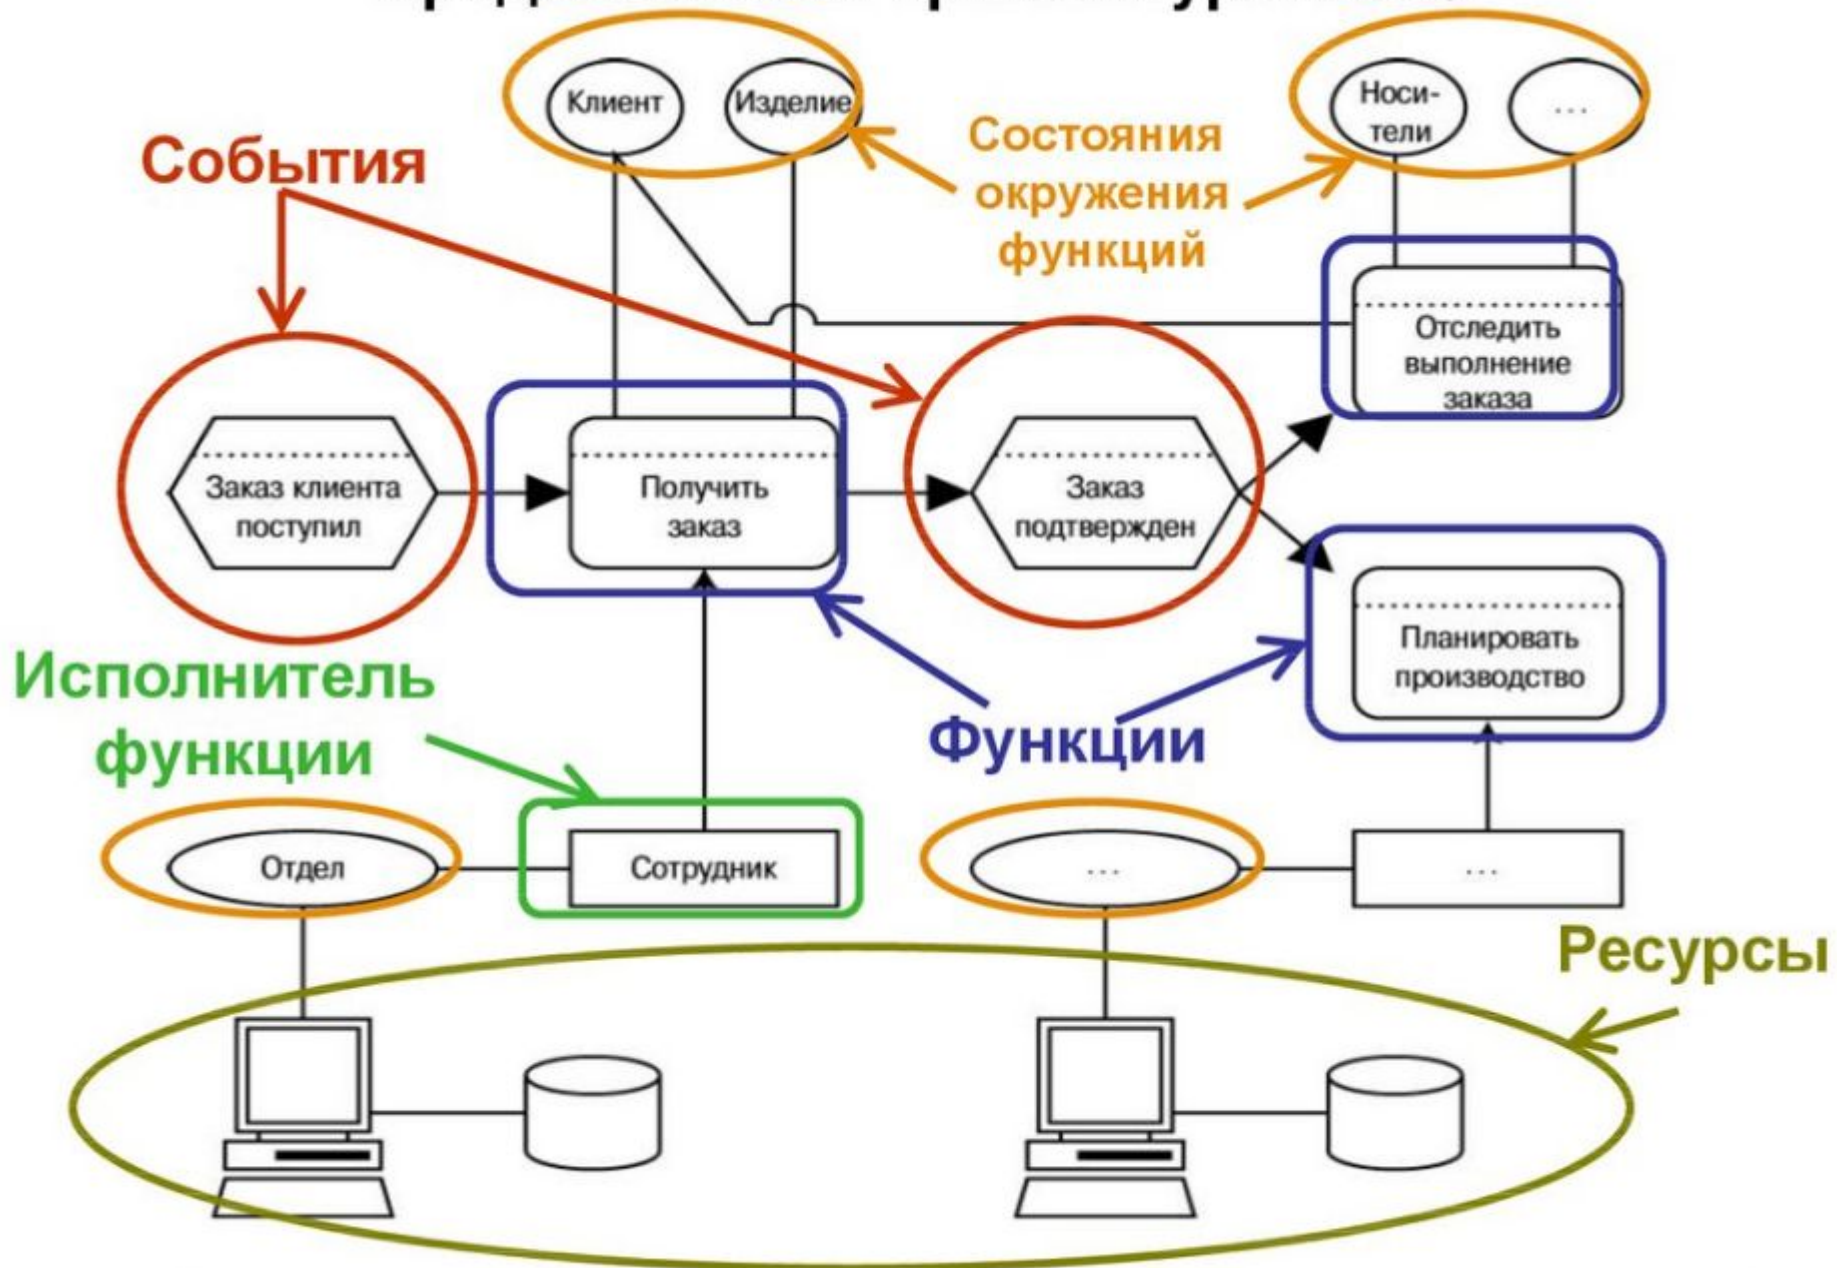 Клиент
Изделие
Носи-
тели
...
События
Состояния
окружения
функций
Отследить
выполнение
заказа
Заказ клиента
поступил
Получить
заказ
Заказ
подтвержден
Планировать
производство
Исполнитель
функции
Функции
Отдел
Сотрудник
...
...
Ресурсы